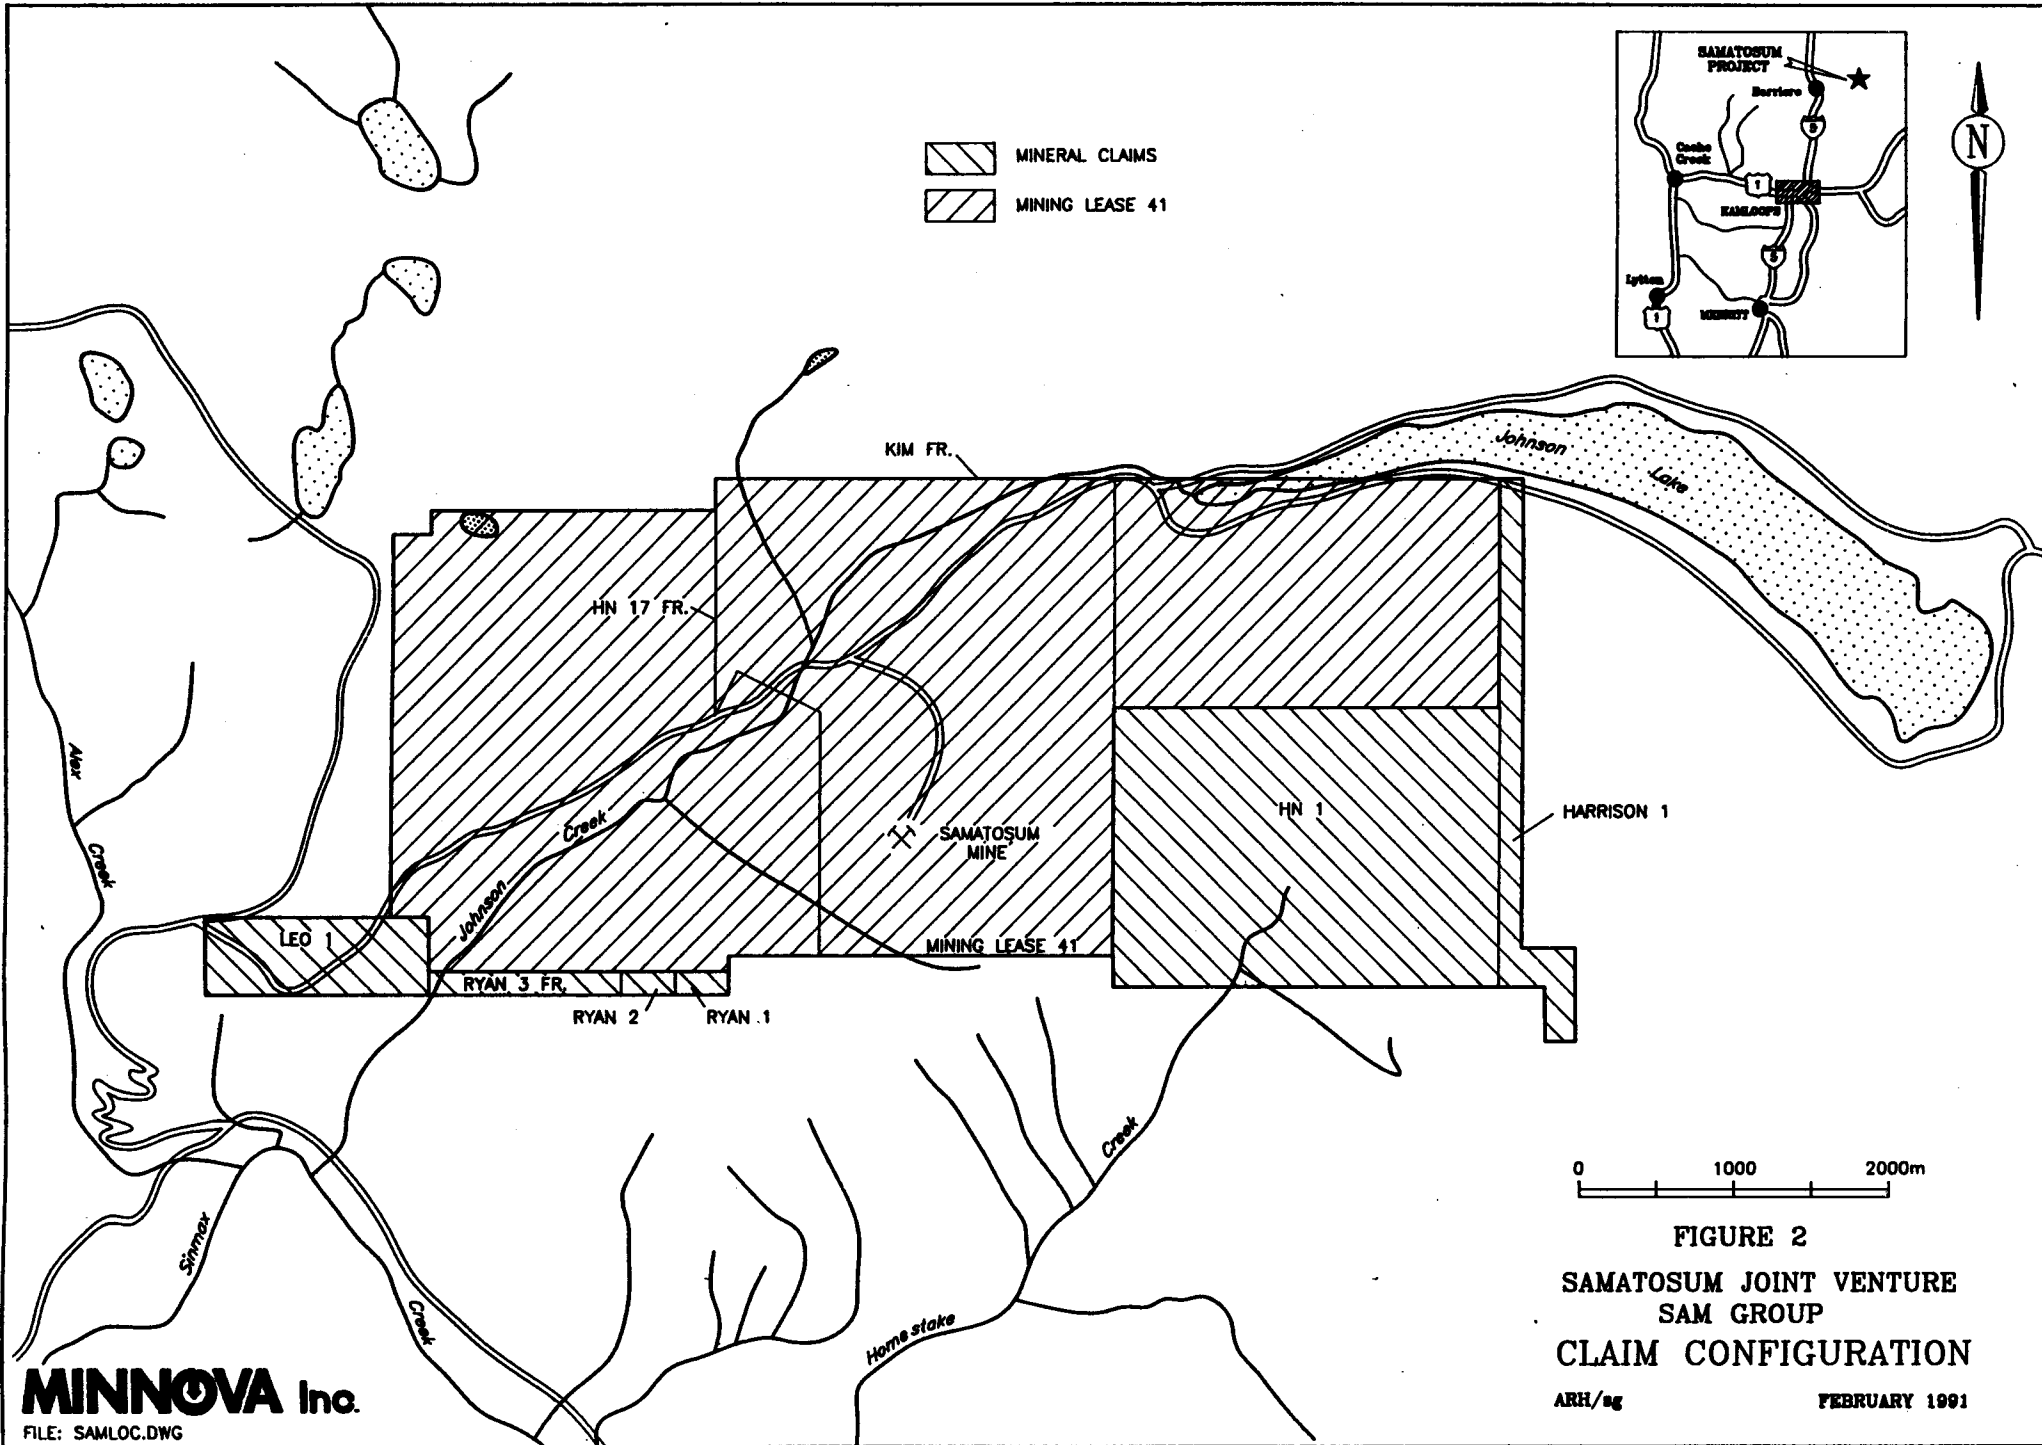 SAMATOSUM
PROJECT
Barriere
5
Cache
Creek
1
KAMLOOPS
5
Lytton
1
MERRITT
N
MINERAL CLAIMS
MINING LEASE 41
KIM FR.
Johnson
Lake
HN 17 FR.
Alex
Creek
Johnson
Creek
SAMATOSUM
MINE
HN 1
HARRISON 1
LEO 1
MINING LEASE 41
RYAN 3 FR.
RYAN 2
RYAN 1
Sinmax
Creek
Homestake
Creek
0 1000 2000m
FIGURE 2
SAMATOSUM JOINT VENTURE
SAM GROUP
CLAIM CONFIGURATION
ARH/sg FEBRUARY 1991
MINNOVA Inc.
FILE: SAMLOC.DWG